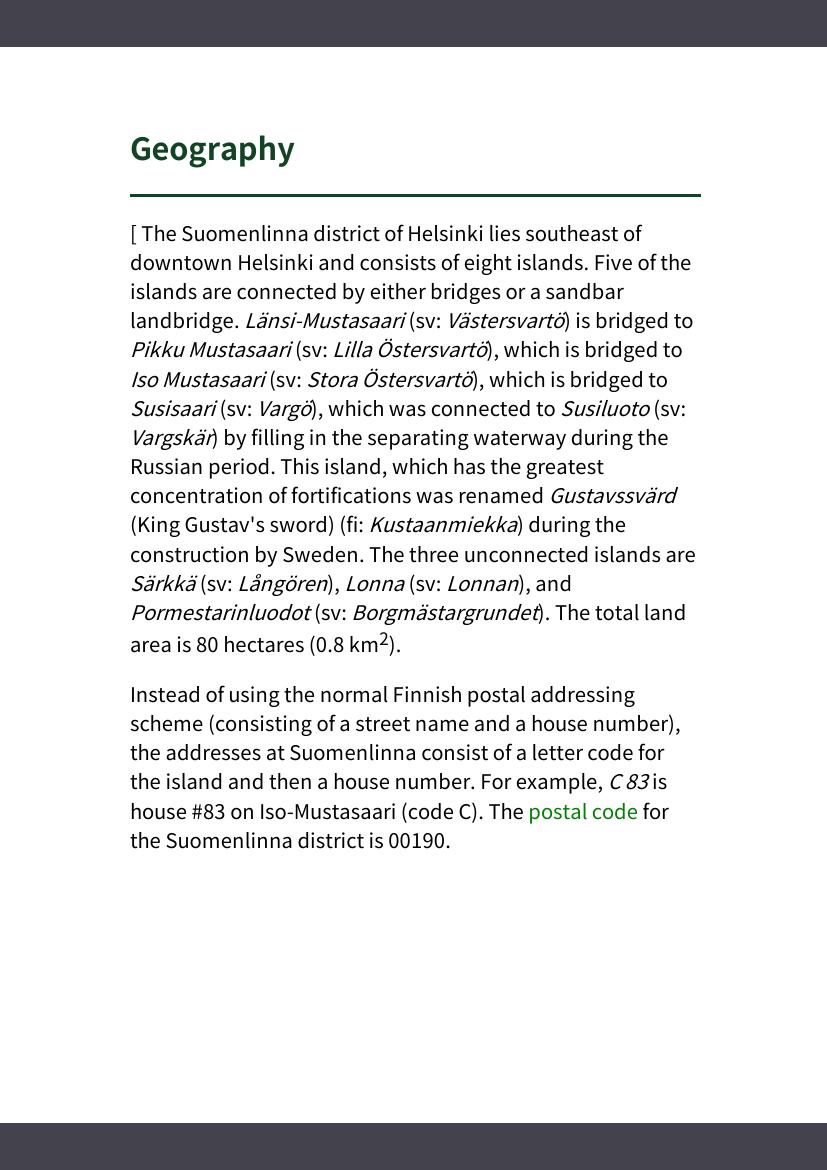 Geography
[ The Suomenlinna district of Helsinki lies southeast of
downtown Helsinki and consists of eight islands. Five of the
islands are connected by either bridges or a sandbar
landbridge. Länsi-Mustasaari (sv: Västersvartö) is bridged to
Pikku Mustasaari (sv: Lilla Östersvartö), which is bridged to
Iso Mustasaari (sv: Stora Östersvartö), which is bridged to
Susisaari (sv: Vargö), which was connected to Susiluoto (sv:
Vargskär) by filling in the separating waterway during the
Russian period. This island, which has the greatest
concentration of fortifications was renamed Gustavssvärd
(King Gustav's sword) (fi: Kustaanmiekka) during the
construction by Sweden. The three unconnected islands are
Särkkä (sv: Långören), Lonna (sv: Lonnan), and
Pormestarinluodot (sv: Borgmästargrundet). The total land
area is 80 hectares (0.8 km²).
Instead of using the normal Finnish postal addressing
scheme (consisting of a street name and a house number),
the addresses at Suomenlinna consist of a letter code for
the island and then a house number. For example, C 83 is
house #83 on Iso-Mustasaari (code C). The postal code for
the Suomenlinna district is 00190.